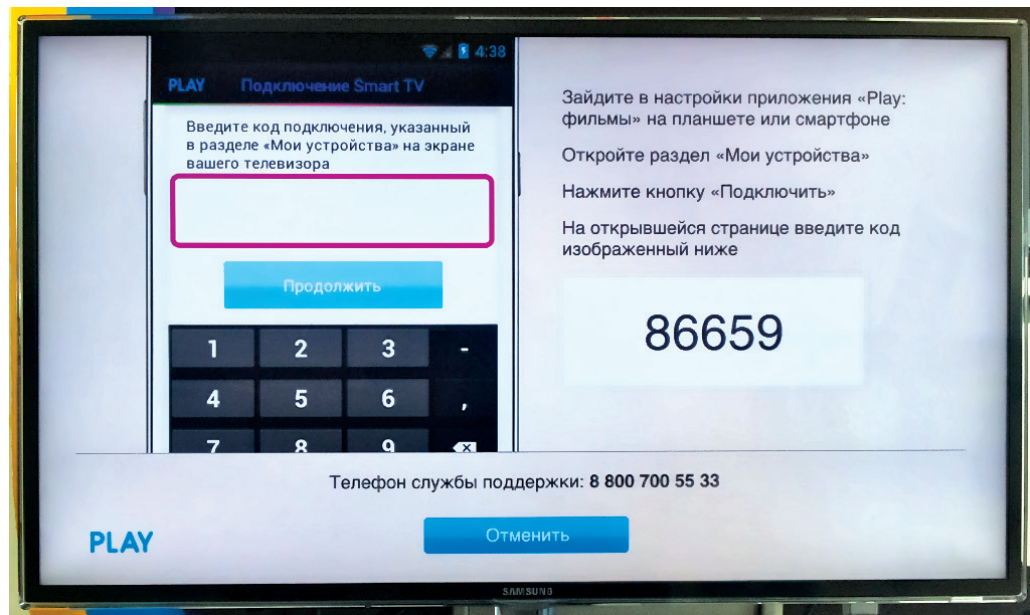 4:38
PLAY Подключение Smart TV
Введите код подключения, указанный
в разделе «Мои устройства» на экране
вашего телевизора
Продолжить
1 2 3 -
4 5 6 ,
7 8 9
Зайдите в настройки приложения «Play:
фильмы» на планшете или смартфоне
Откройте раздел «Мои устройства»
Нажмите кнопку «Подключить»
На открывшейся странице введите код
изображенный ниже
86659
Телефон службы поддержки: 8 800 700 55 33
PLAY
Отменить
SAMSUNG